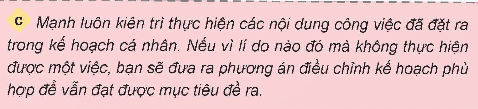 C Mạnh luôn kiên trì thực hiện các nội dung công việc đã đặt ra
trong kế hoạch cá nhân. Nếu vì lí do nào đó mà không thực hiện
được một việc, bạn sẽ đưa ra phương án điều chỉnh kế hoạch phù
hợp để vẫn đạt được mục tiêu đề ra.